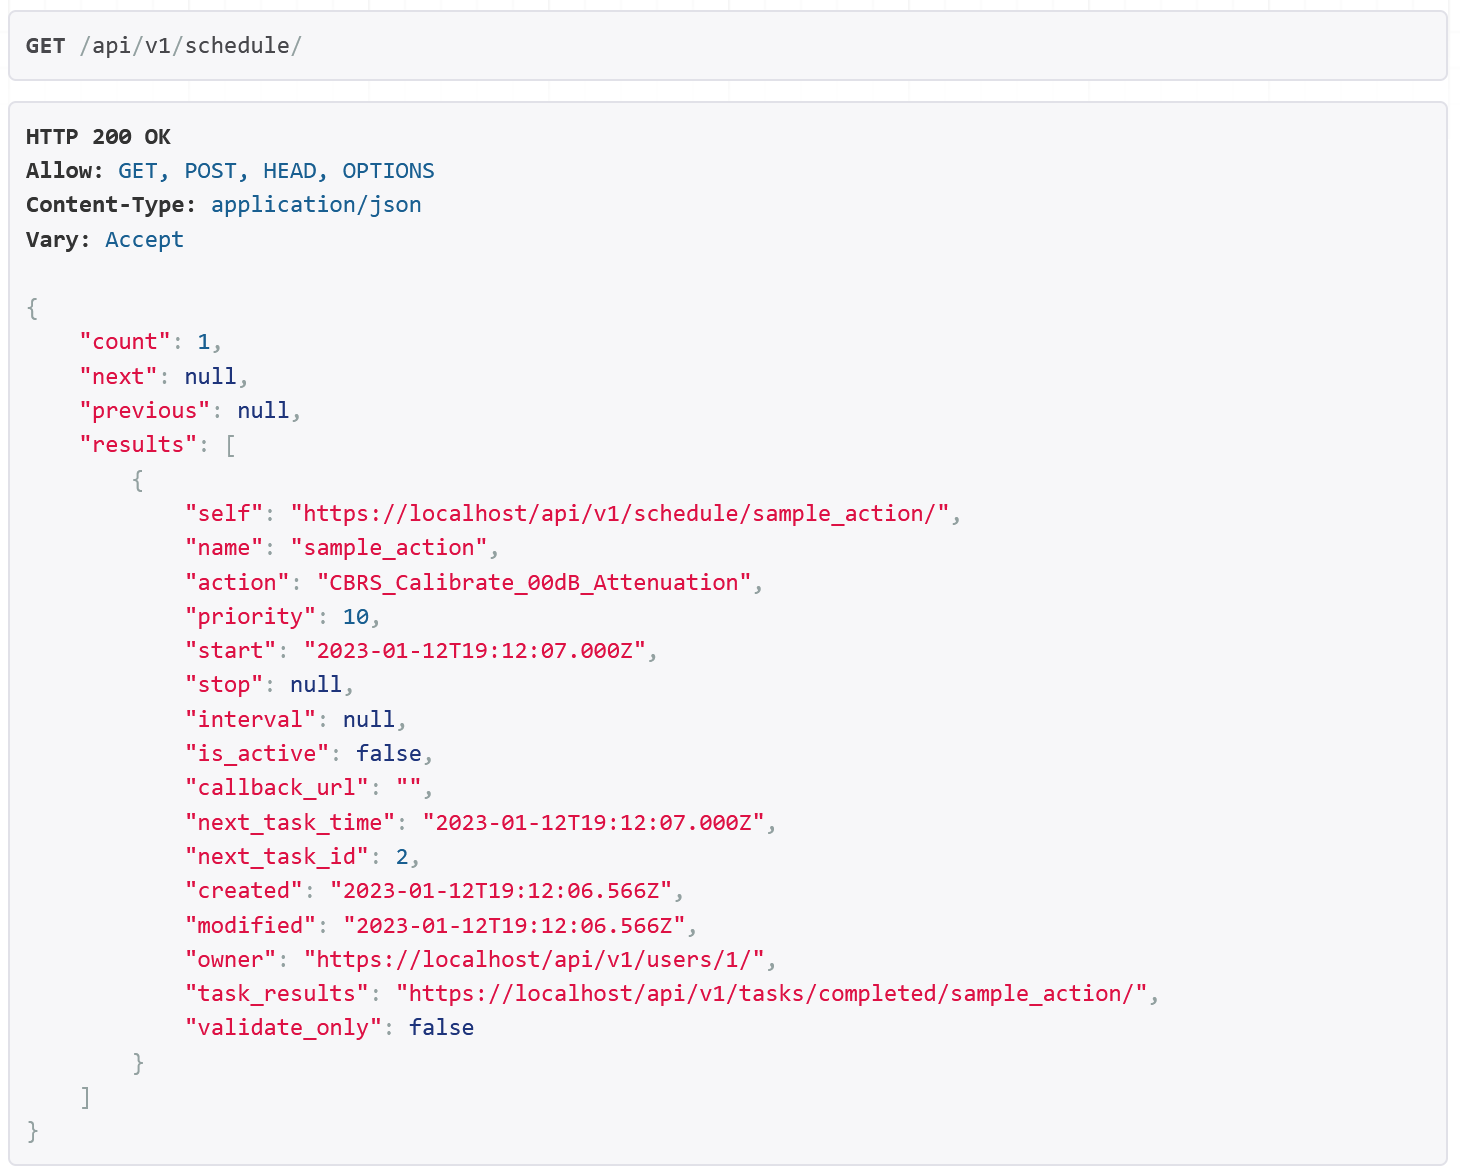 GET /api/v1/schedule/
HTTP 200 OK
Allow: GET, POST, HEAD, OPTIONS
Content-Type: application/json
Vary: Accept
{
    "count": 1,
    "next": null,
    "previous": null,
    "results": [
        {
            "self": "https://localhost/api/v1/schedule/sample_action/",
            "name": "sample_action",
            "action": "CBRS_Calibrate_00dB_Attenuation",
            "priority": 10,
            "start": "2023-01-12T19:12:07.000Z",
            "stop": null,
            "interval": null,
            "is_active": false,
            "callback_url": "",
            "next_task_time": "2023-01-12T19:12:07.000Z",
            "next_task_id": 2,
            "created": "2023-01-12T19:12:06.566Z",
            "modified": "2023-01-12T19:12:06.566Z",
            "owner": "https://localhost/api/v1/users/1/",
            "task_results": "https://localhost/api/v1/tasks/completed/sample_action/",
            "validate_only": false
        }
    ]
}